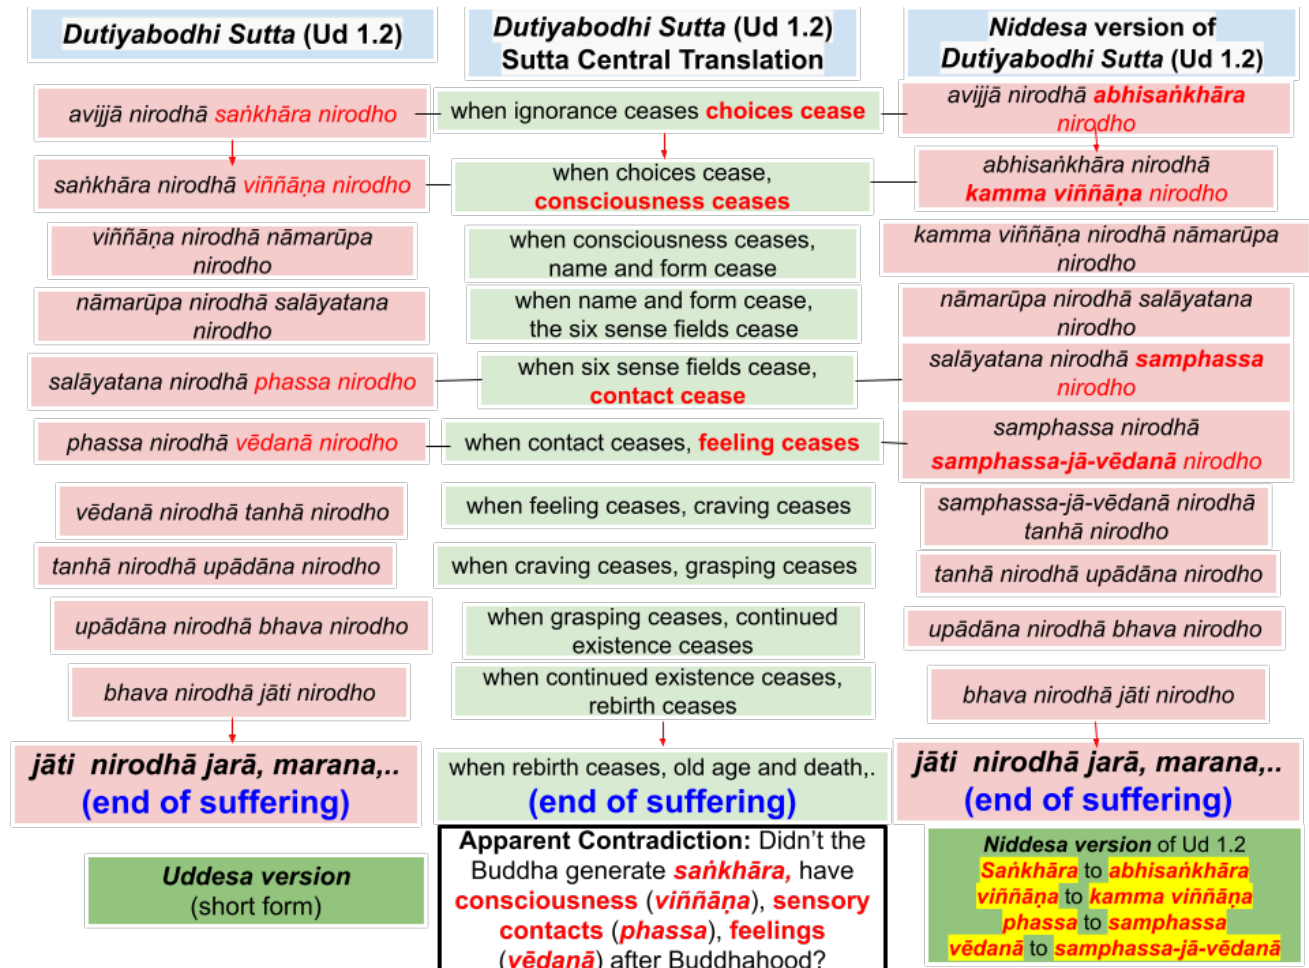 Dutiyabodhi Sutta (Ud 1.2)
Dutiyabodhi Sutta (Ud 1.2)
Sutta Central Translation
Niddesa version of
Dutiyabodhi Sutta (Ud 1.2)
avijjā nirodhā saṅkhāra nirodho
when ignorance ceases choices cease
avijjā nirodhā abhisaṅkhāra
nirodho
saṅkhāra nirodhā viññāṇa nirodho
when choices cease,
consciousness ceases
abhisaṅkhāra nirodhā
kamma viññāṇa nirodho
viññāṇa nirodhā nāmarūpa
nirodho
when consciousness ceases,
name and form cease
kamma viññāṇa nirodhā nāmarūpa
nirodho
nāmarūpa nirodhā salāyatana
nirodho
when name and form cease,
the six sense fields cease
nāmarūpa nirodhā salāyatana
nirodho
salāyatana nirodhā phassa nirodho
when six sense fields cease,
contact cease
salāyatana nirodhā samphassa
nirodho
phassa nirodhā vēdanā nirodho
when contact ceases, feeling ceases
samphassa nirodhā
samphassa-jā-vēdanā nirodho
vēdanā nirodhā tanhā nirodho
when feeling ceases, craving ceases
samphassa-jā-vēdanā nirodhā
tanhā nirodho
tanhā nirodhā upādāna nirodho
when craving ceases, grasping ceases
tanhā nirodhā upādāna nirodho
upādāna nirodhā bhava nirodho
when grasping ceases, continued
existence ceases
upādāna nirodhā bhava nirodho
bhava nirodhā jāti nirodho
when continued existence ceases,
rebirth ceases
bhava nirodhā jāti nirodho
jāti nirodhā jarā, marana,..
(end of suffering)
when rebirth ceases, old age and death,.
(end of suffering)
jāti nirodhā jarā, marana,..
(end of suffering)
Uddesa version
(short form)
Apparent Contradiction: Didn't the
Buddha generate saṅkhāra, have
consciousness (viññāṇa), sensory
contacts (phassa), feelings
(vēdanā) after Buddhahood?
Niddesa version of Ud 1.2
Saṅkhāra to abhisaṅkhāra
viññāṇa to kamma viññāṇa
phassa to samphassa
vēdanā to samphassa-jā-vēdanā